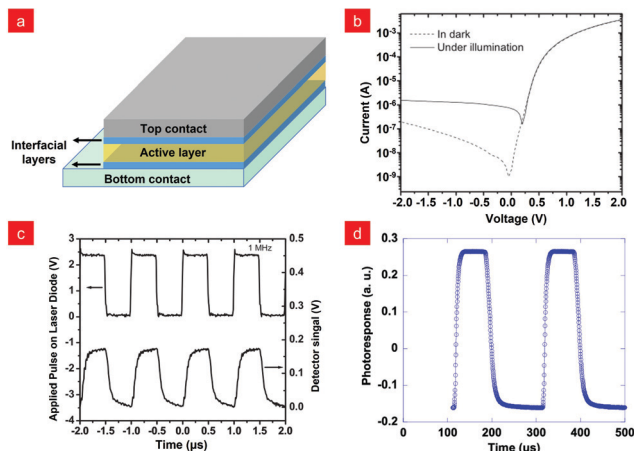 a
Top contact
Interfacial
layers
Active layer
Bottom contact
b
In dark
Under illumination
Current (A)
10⁻³
10⁻⁴
10⁻⁵
10⁻⁶
10⁻⁷
10⁻⁸
10⁻⁹
-2.0 -1.5 -1.0 -0.5 0.0 0.5 1.0 1.5 2.0
Voltage (V)
c
1 MHz
Applied Pulse on Laser Diode (V)
3
2
1
0
-1
-2
-3
-4
0.5
0.4
0.3
0.2
0.1
0.0
Detector singal (V)
-2.0 -1.5 -1.0 -0.5 0.0 0.5 1.0 1.5 2.0
Time (µs)
d
Photoresponse (a. u.)
0.3
0.2
0.1
0
-0.1
-0.2
0 100 200 300 400 500
Time (us)